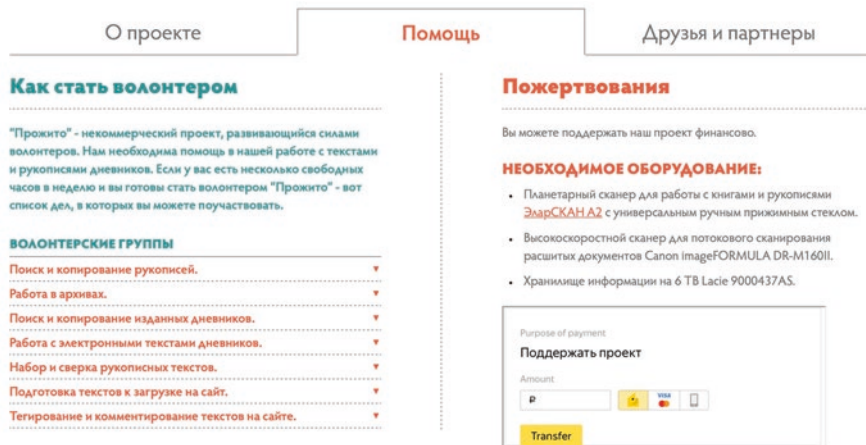 О проекте
Помощь
Друзья и партнеры
Как стать волонтером
"Прожито" - некоммерческий проект, развивающийся силами
волонтеров. Нам необходима помощь в нашей работе с текстами
и рукописями дневников. Если у вас есть несколько свободных
часов в неделю и вы готовы стать волонтером "Прожито" - вот
список дел, в которых вы можете поучаствовать.
ВОЛОНТЕРСКИЕ ГРУППЫ
Поиск и копирование рукописей.
Работа в архивах.
Поиск и копирование изданных дневников.
Работа с электронными текстами дневников.
Набор и сверка рукописных текстов.
Подготовка текстов к загрузке на сайт.
Тегирование и комментирование текстов на сайте.
Пожертвования
Вы можете поддержать наш проект финансово.
НЕОБХОДИМОЕ ОБОРУДОВАНИЕ:
• Планетарный сканер для работы с книгами и рукописями
ЭларСКАН А2 с универсальным ручным прижимным стеклом.
• Высокоскоростной сканер для потокового сканирования
расшитых документов Canon imageFORMULA DR-M160II.
• Хранилище информации на 6 TB Lacie 9000437AS.
Purpose of payment
Поддержать проект
Amount
₽
VISA
Transfer